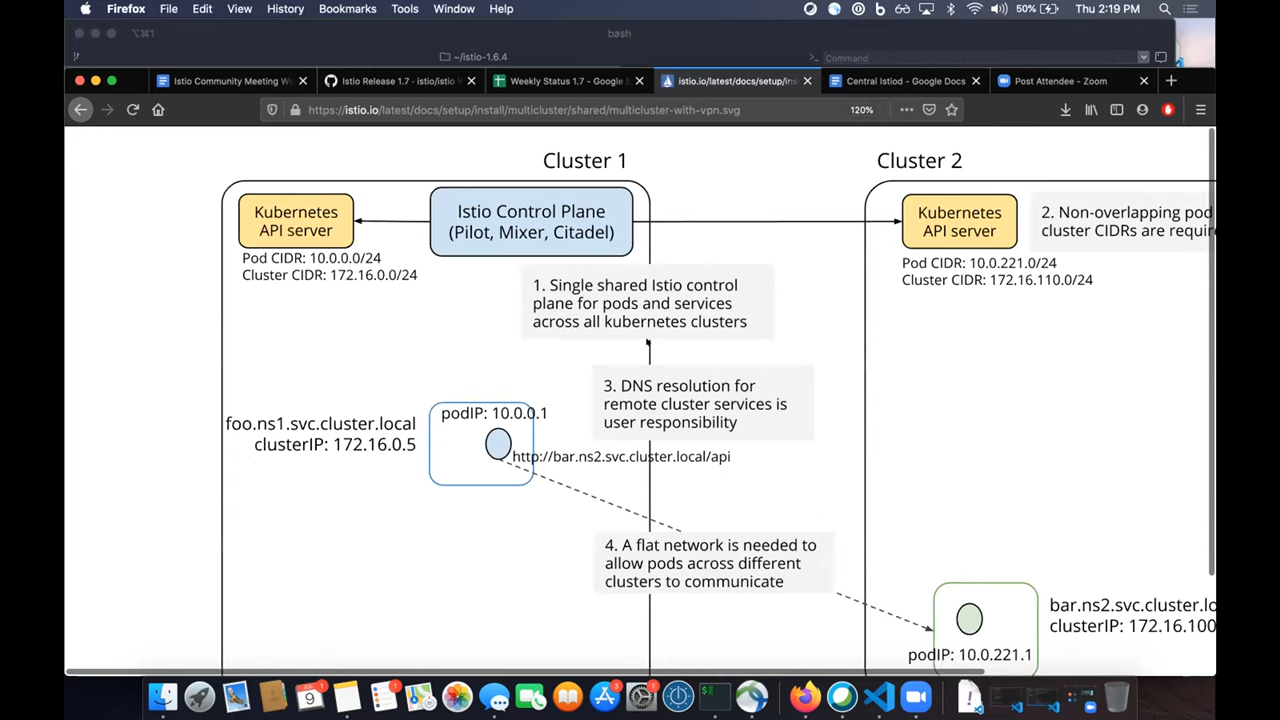 Firefox File Edit View History Bookmarks Tools Window Help 50% Thu 2:19 PM
⌥⌘1 bash
~/istio-1.6.4 Command
Istio Community Meeting W Istio Release 1.7 · istio/istio W Weekly Status 1.7 - Google S istio.io/latest/docs/setup/ins Central Istiod - Google Docs Post Attendee - Zoom
https://istio.io/latest/docs/setup/install/multicluster/shared/multicluster-with-vpn.svg 120%
Cluster 1
Cluster 2
Kubernetes
API server
Istio Control Plane
(Pilot, Mixer, Citadel)
Kubernetes
API server
2. Non-overlapping pod
cluster CIDRs are requir
Pod CIDR: 10.0.0.0/24
Cluster CIDR: 172.16.0.0/24
Pod CIDR: 10.0.221.0/24
Cluster CIDR: 172.16.110.0/24
1. Single shared Istio control
plane for pods and services
across all kubernetes clusters
3. DNS resolution for
remote cluster services is
user responsibility
foo.ns1.svc.cluster.local
clusterIP: 172.16.0.5
podIP: 10.0.0.1
http://bar.ns2.svc.cluster.local/api
4. A flat network is needed to
allow pods across different
clusters to communicate
bar.ns2.svc.cluster.lo
clusterIP: 172.16.100
podIP: 10.0.221.1